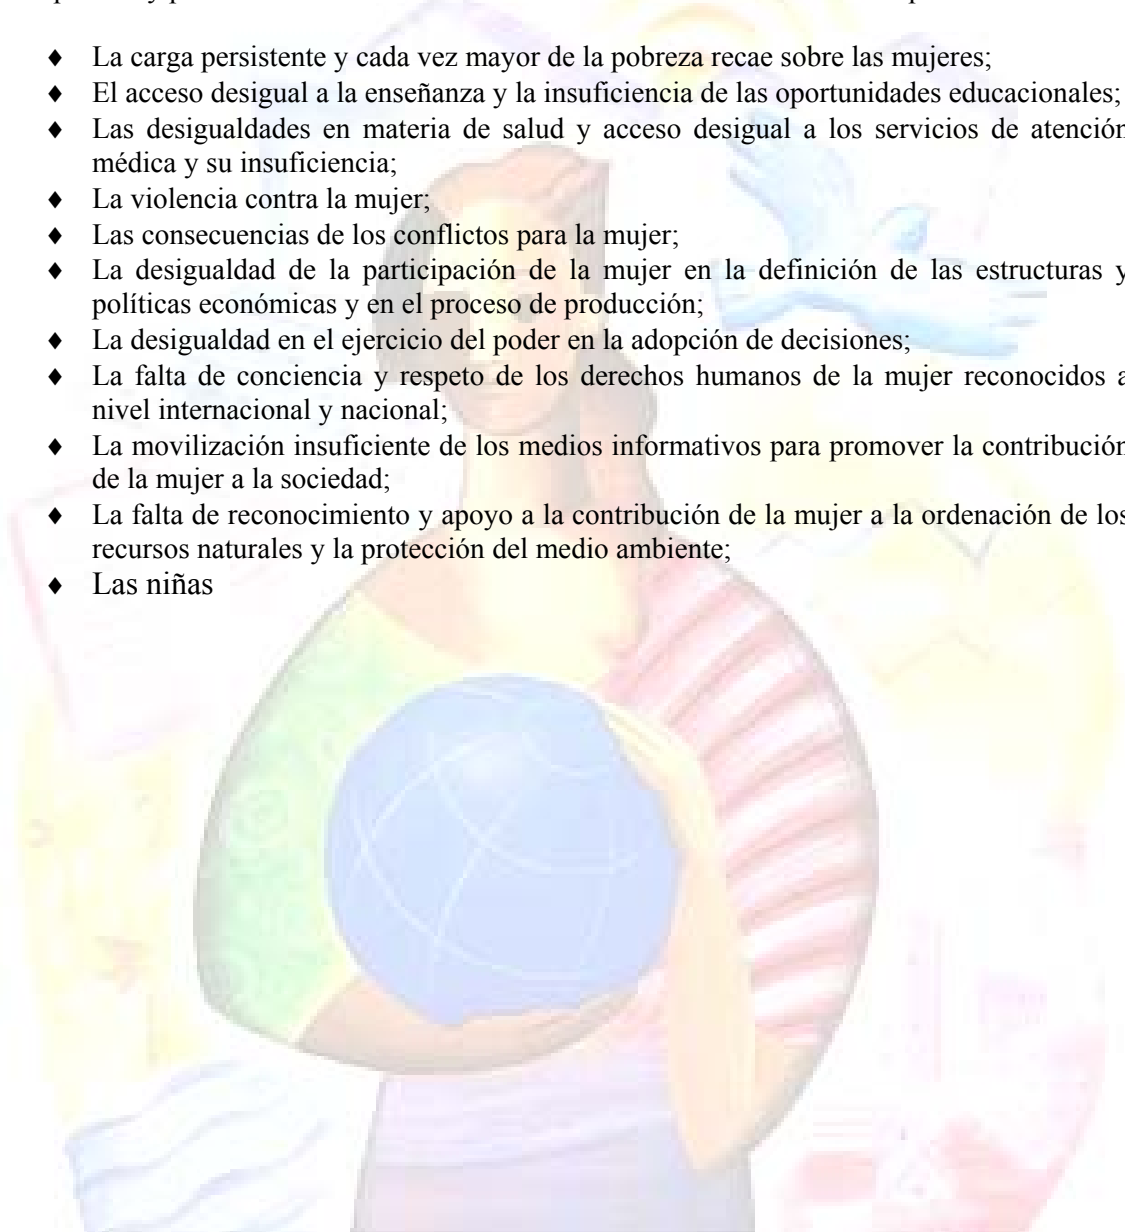 ♦ La carga persistente y cada vez mayor de la pobreza recae sobre las mujeres;
♦ El acceso desigual a la enseñanza y la insuficiencia de las oportunidades educacionales;
♦ Las desigualdades en materia de salud y acceso desigual a los servicios de atención
médica y su insuficiencia;
♦ La violencia contra la mujer;
♦ Las consecuencias de los conflictos para la mujer;
♦ La desigualdad de la participación de la mujer en la definición de las estructuras y
políticas económicas y en el proceso de producción;
♦ La desigualdad en el ejercicio del poder en la adopción de decisiones;
♦ La falta de conciencia y respeto de los derechos humanos de la mujer reconocidos a
nivel internacional y nacional;
♦ La movilización insuficiente de los medios informativos para promover la contribución
de la mujer a la sociedad;
♦ La falta de reconocimiento y apoyo a la contribución de la mujer a la ordenación de los
recursos naturales y la protección del medio ambiente;
♦ Las niñas